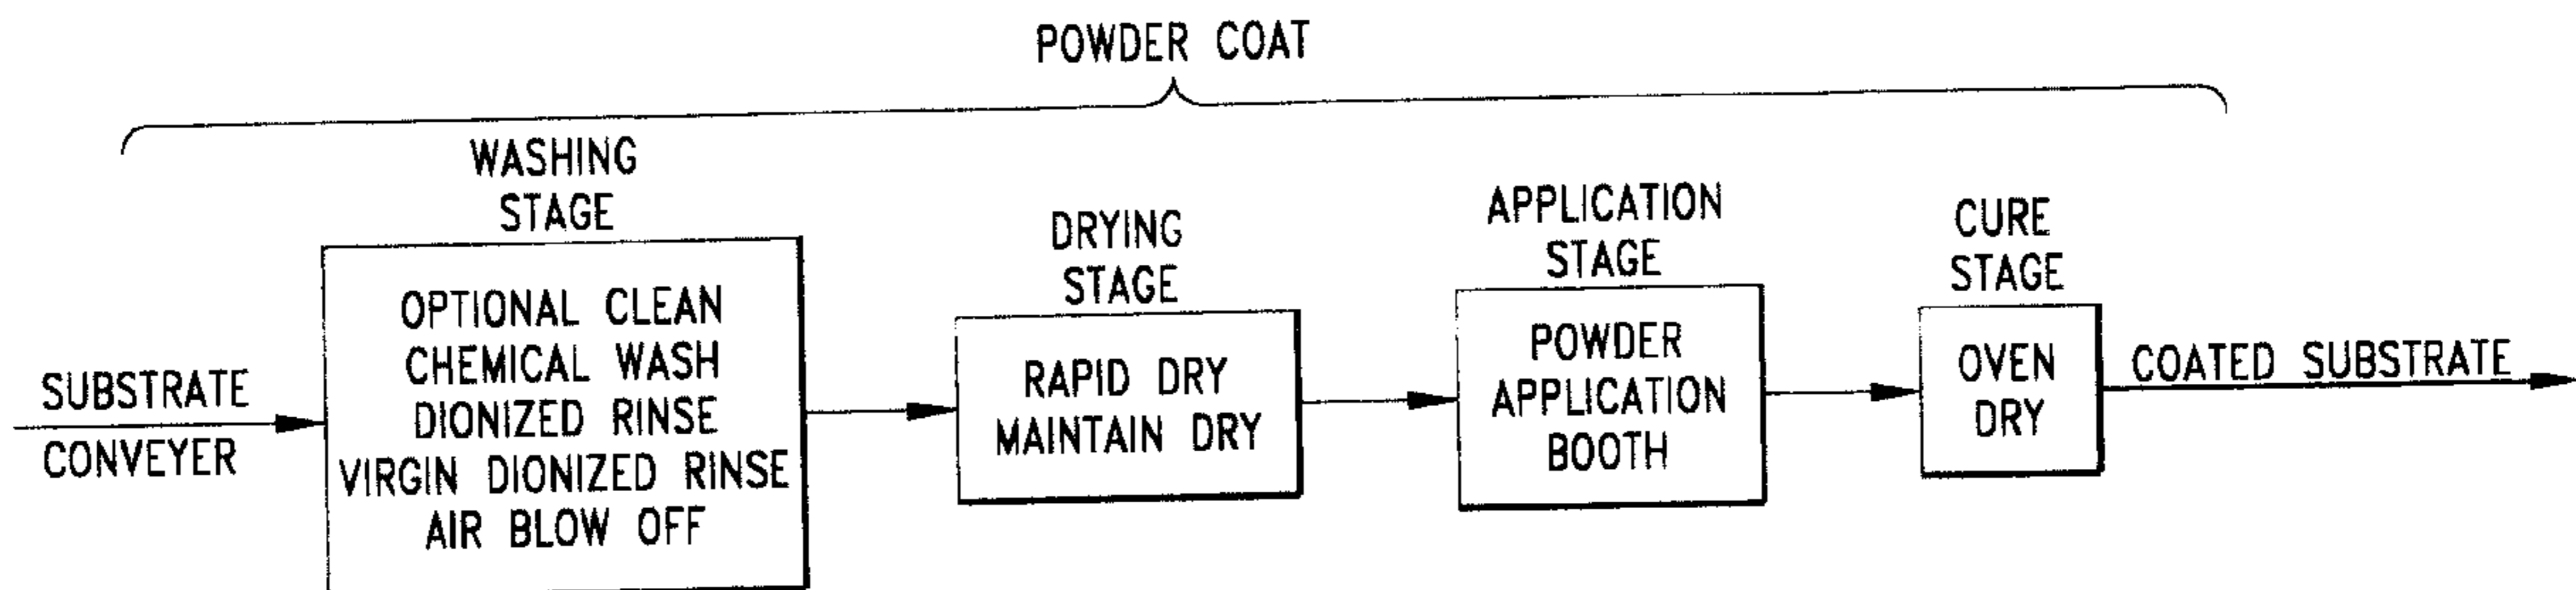 POWDER COAT
WASHING
STAGE
DRYING
STAGE
APPLICATION
STAGE
CURE
STAGE
SUBSTRATE
CONVEYER
OPTIONAL CLEAN
CHEMICAL WASH
DIONIZED RINSE
VIRGIN DIONIZED RINSE
AIR BLOW OFF
RAPID DRY
MAINTAIN DRY
POWDER
APPLICATION
BOOTH
OVEN
DRY
COATED SUBSTRATE